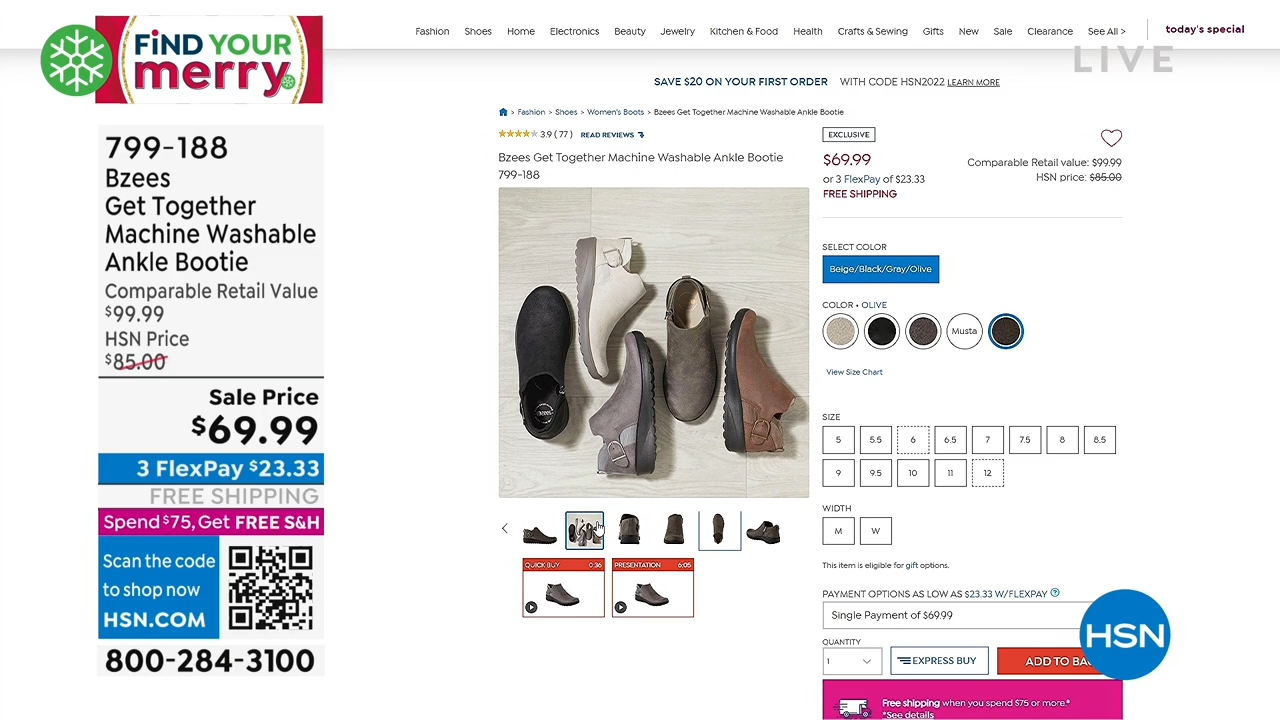 FiND YOUR
merry
799-188
Bzees
Get Together
Machine Washable
Ankle Bootie
Comparable Retail Value
$99.99
HSN Price
$85.00
Sale Price
$69.99
3 FlexPay $23.33
FREE SHIPPING
Spend $75, Get FREE S&H
Scan the code
to shop now
HSN.COM
800-284-3100
Fashion Shoes Home Electronics Beauty Jewelry Kitchen & Food Health Crafts & Sewing Gifts New Sale Clearance See All > today's special
LIVE
SAVE $20 ON YOUR FIRST ORDER WITH CODE HSN2022 LEARN MORE
> Fashion > Shoes > Women's Boots > Bzees Get Together Machine Washable Ankle Bootie
3.9 (77) READ REVIEWS
Bzees Get Together Machine Washable Ankle Bootie
799-188
EXCLUSIVE
$69.99
Comparable Retail value: $99.99
or 3 FlexPay of $23.33
HSN price: $85.00
FREE SHIPPING
SELECT COLOR
Beige/Black/Gray/Olive
COLOR • OLIVE
Musta
View Size Chart
SIZE
5 5.5 6 6.5 7 7.5 8 8.5
9 9.5 10 11 12
WIDTH
M W
QUICK BUY 0:36
PRESENTATION 6:05
This item is eligible for gift options.
PAYMENT OPTIONS AS LOW AS $23.33 W/FLEXPAY
Single Payment of $69.99
QUANTITY
1
EXPRESS BUY
ADD TO BA
HSN
Free shipping when you spend $75 or more.*
*See details